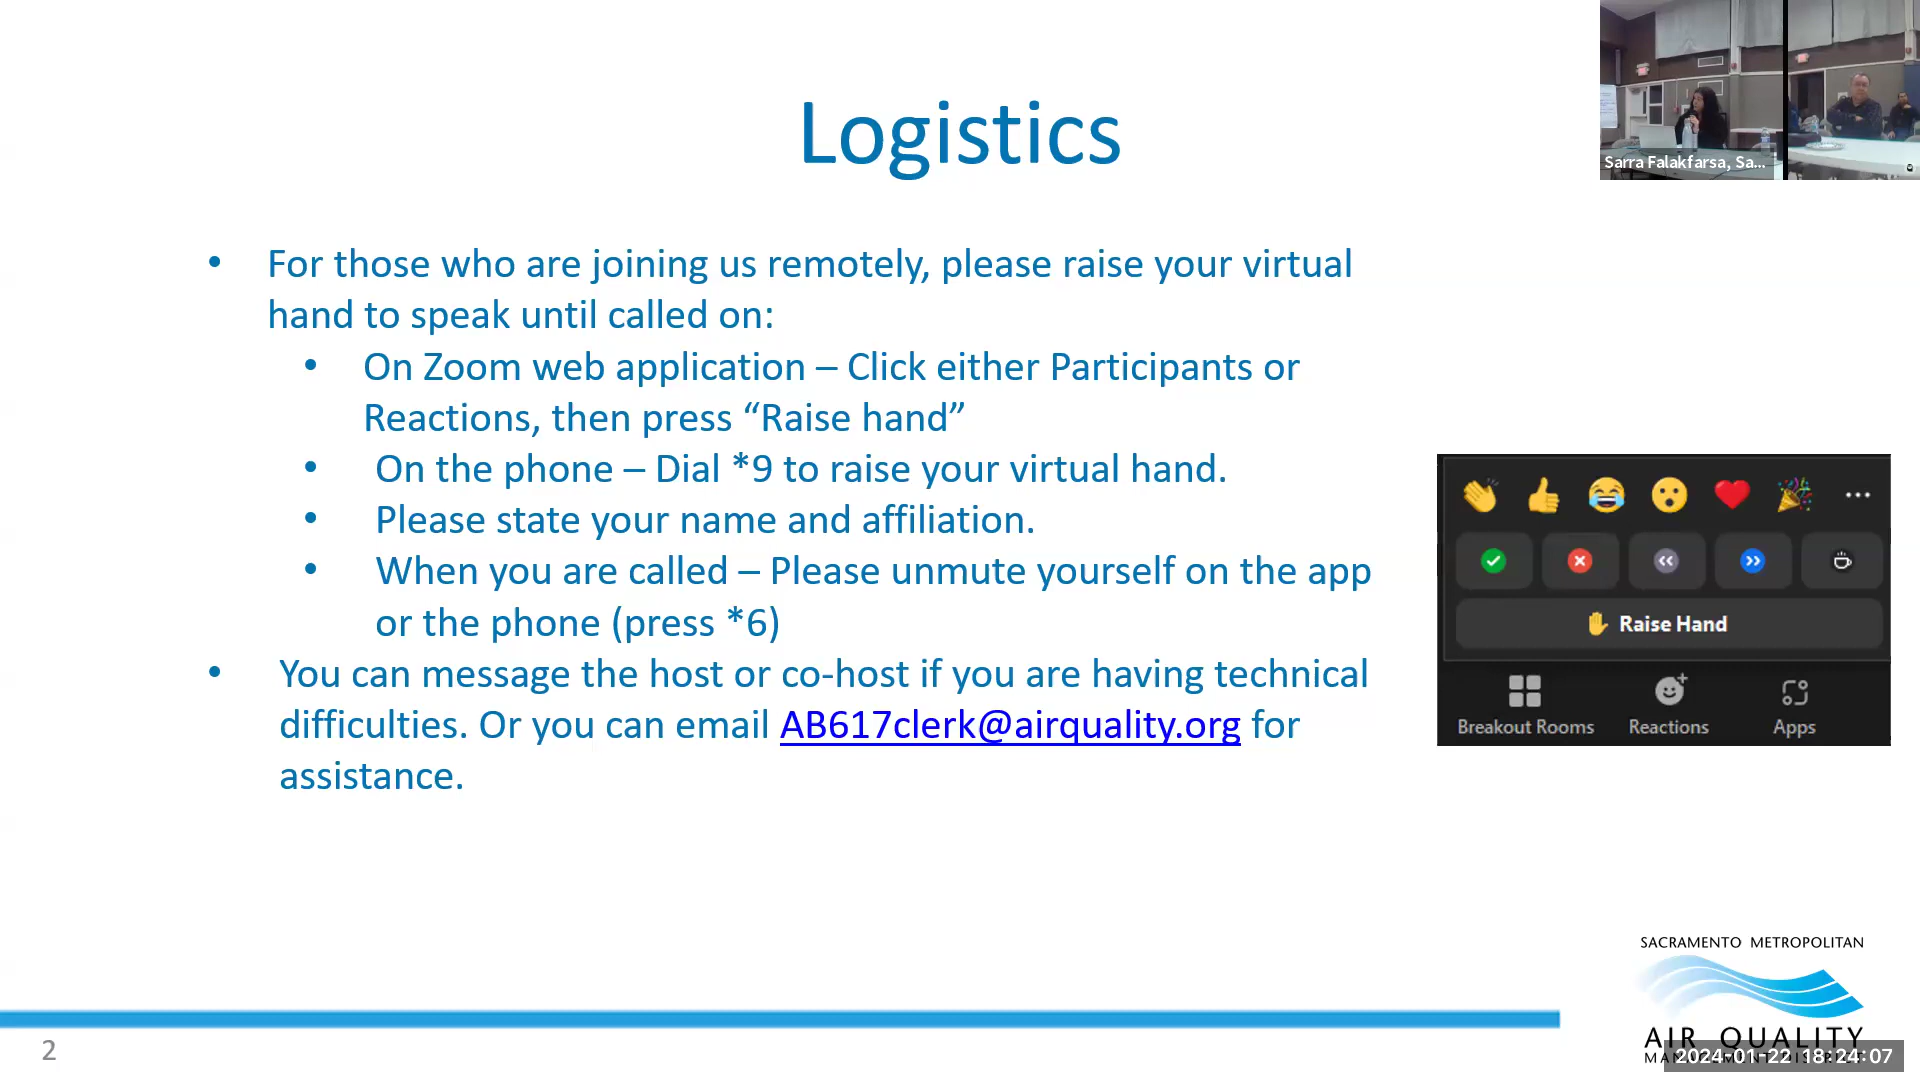 Logistics
Sarra Falakfarsa, Sa...
• For those who are joining us remotely, please raise your virtual
hand to speak until called on:
• On Zoom web application – Click either Participants or
Reactions, then press “Raise hand”
• On the phone – Dial *9 to raise your virtual hand.
• Please state your name and affiliation.
• When you are called – Please unmute yourself on the app
or the phone (press *6)
• You can message the host or co-host if you are having technical
difficulties. Or you can email AB617clerk@airquality.org for
assistance.
Raise Hand
Breakout Rooms Reactions Apps
SACRAMENTO METROPOLITAN
AIR QUALITY
2024-01-22 18:24:07
2